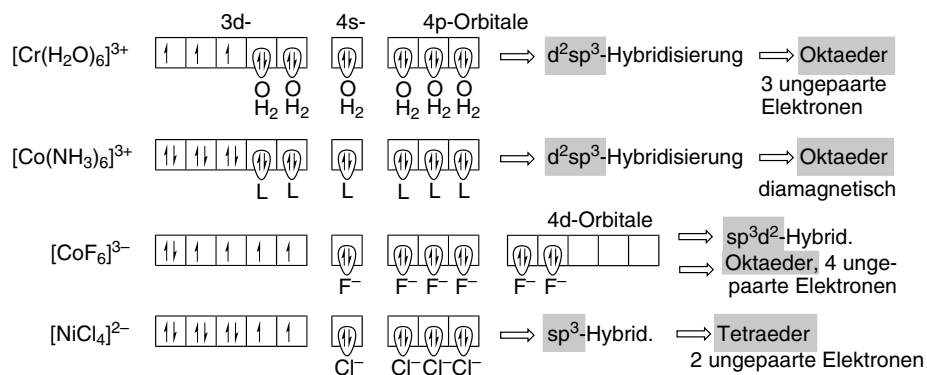 3d- 4s- 4p-Orbitale
[Cr(H₂O)₆]³⁺ d²sp³-Hybridisierung Oktaeder
O O O O O O
H₂ H₂ H₂ H₂ H₂ H₂
3 ungepaarte
Elektronen
[Co(NH₃)₆]³⁺ d²sp³-Hybridisierung Oktaeder
L L L L L L
diamagnetisch
4d-Orbitale
[CoF₆]³⁻ sp³d²-Hybrid.
Oktaeder, 4 unge-
paarte Elektronen
F⁻ F⁻ F⁻ F⁻ F⁻ F⁻
[NiCl₄]²⁻ sp³-Hybrid. Tetraeder
2 ungepaarte Elektronen
Cl⁻ Cl⁻ Cl⁻ Cl⁻